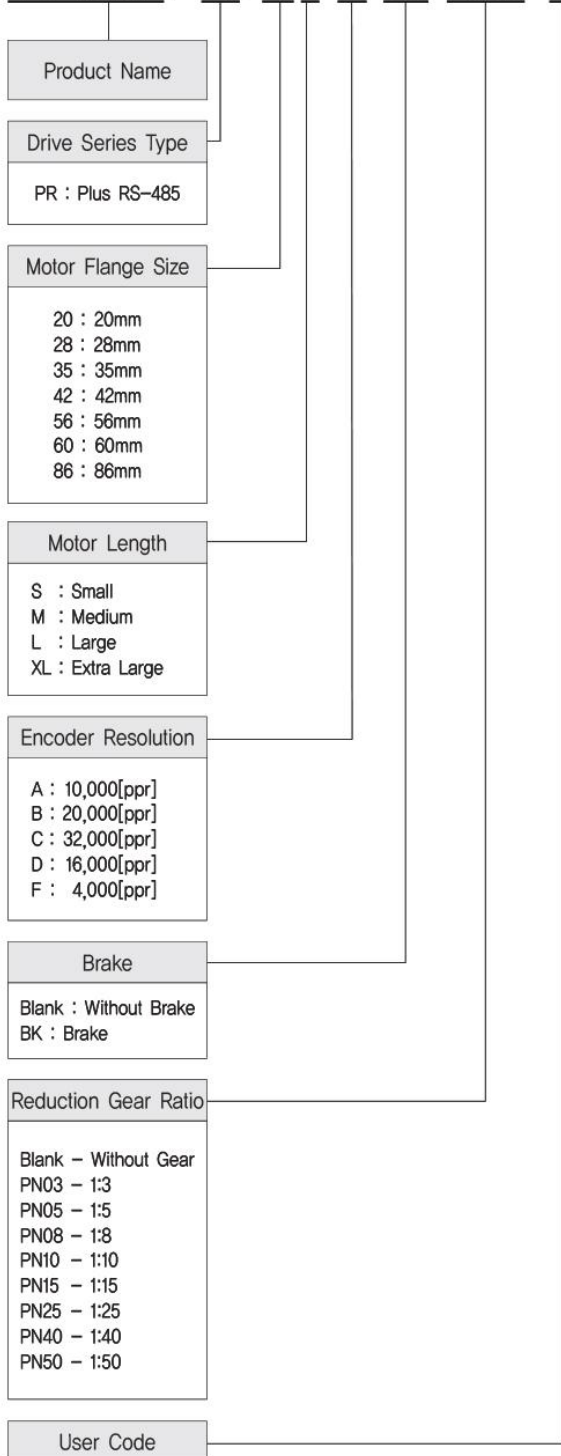 Product Name
Drive Series Type
PR : Plus RS-485
Motor Flange Size
20 : 20mm
28 : 28mm
35 : 35mm
42 : 42mm
56 : 56mm
60 : 60mm
86 : 86mm
Motor Length
S : Small
M : Medium
L : Large
XL : Extra Large
Encoder Resolution
A : 10,000[ppr]
B : 20,000[ppr]
C : 32,000[ppr]
D : 16,000[ppr]
F : 4,000[ppr]
Brake
Blank : Without Brake
BK : Brake
Reduction Gear Ratio
Blank - Without Gear
PN03 - 1:3
PN05 - 1:5
PN08 - 1:8
PN10 - 1:10
PN15 - 1:15
PN25 - 1:25
PN40 - 1:40
PN50 - 1:50
User Code